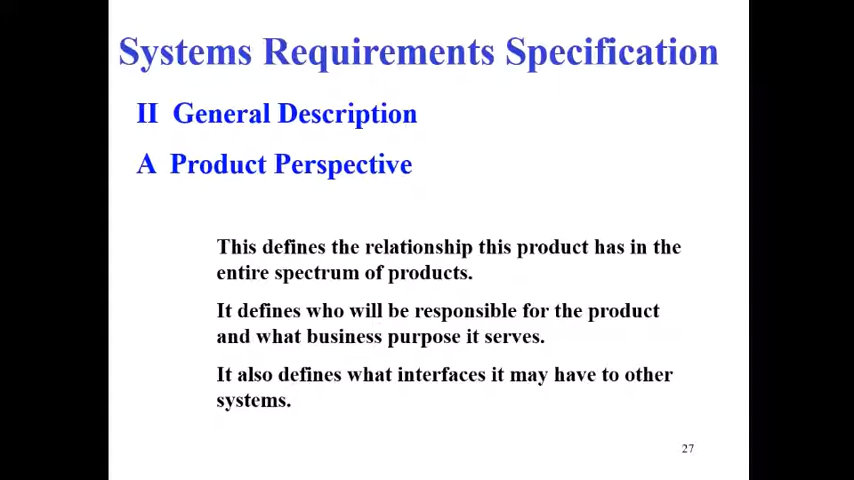 Systems Requirements Specification
II General Description
A Product Perspective
This defines the relationship this product has in the
entire spectrum of products.
It defines who will be responsible for the product
and what business purpose it serves.
It also defines what interfaces it may have to other
systems.
27